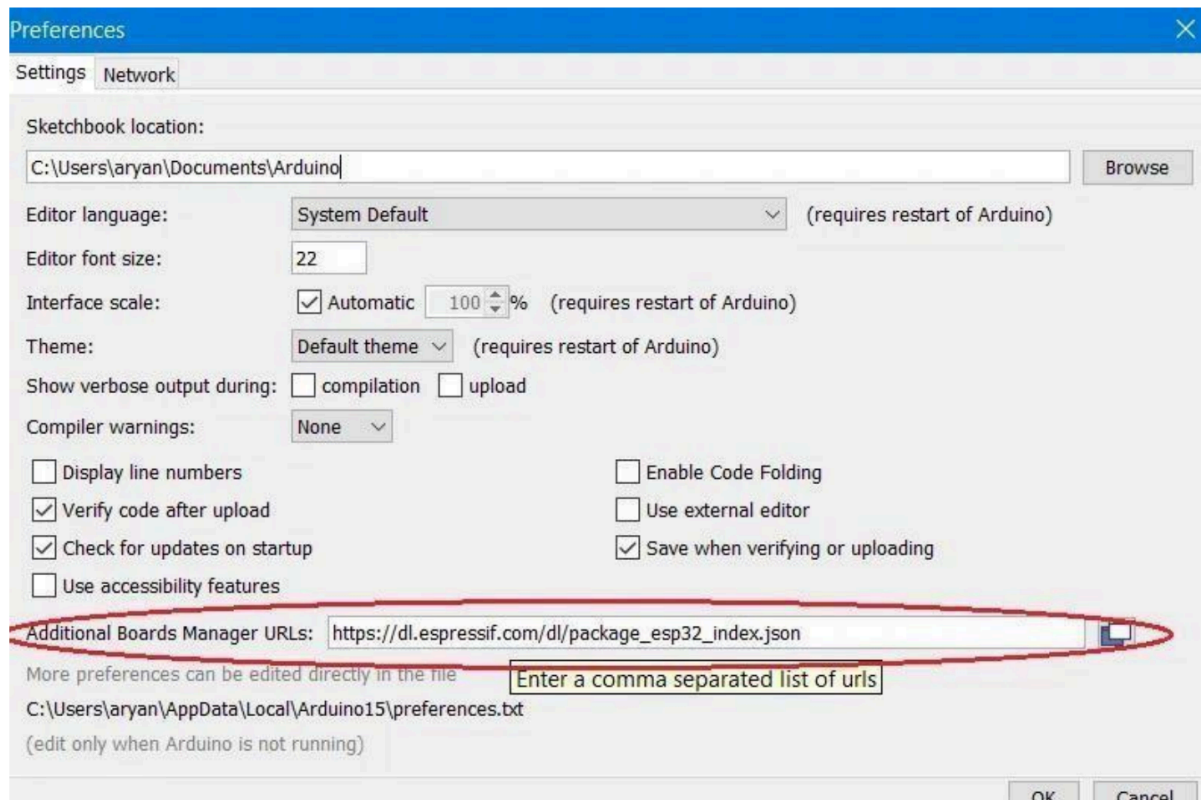 Preferences
Settings Network
Sketchbook location:
C:\Users\aryan\Documents\Arduino Browse
Editor language: System Default (requires restart of Arduino)
Editor font size: 22
Interface scale: Automatic 100 % (requires restart of Arduino)
Theme: Default theme (requires restart of Arduino)
Show verbose output during: compilation upload
Compiler warnings: None
Display line numbers Enable Code Folding
Verify code after upload Use external editor
Check for updates on startup Save when verifying or uploading
Use accessibility features
Additional Boards Manager URLs: https://dl.espressif.com/dl/package_esp32_index.json
More preferences can be edited directly in the file
Enter a comma separated list of urls
C:\Users\aryan\AppData\Local\Arduino15\preferences.txt
(edit only when Arduino is not running)
OK Cancel